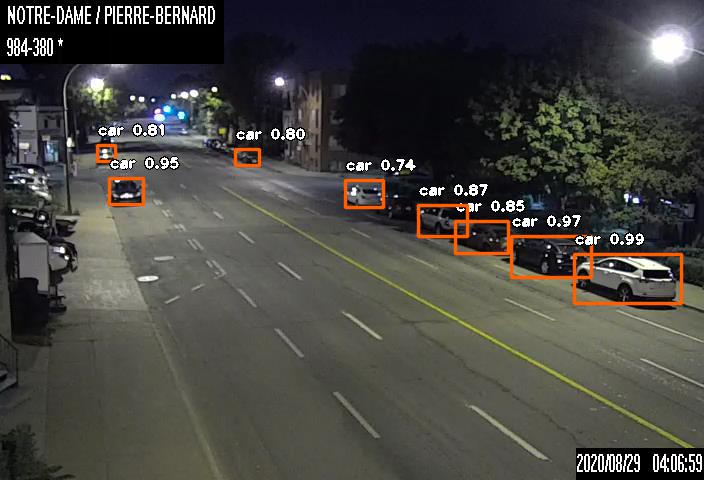 NOTRE-DAME / PIERRE-BERNARD
984-380 *
car 0.81
car 0.80
car 0.95
car 0.74
car 0.87
car 0.85
car 0.97
car 0.99
2020/08/29 04:06:59